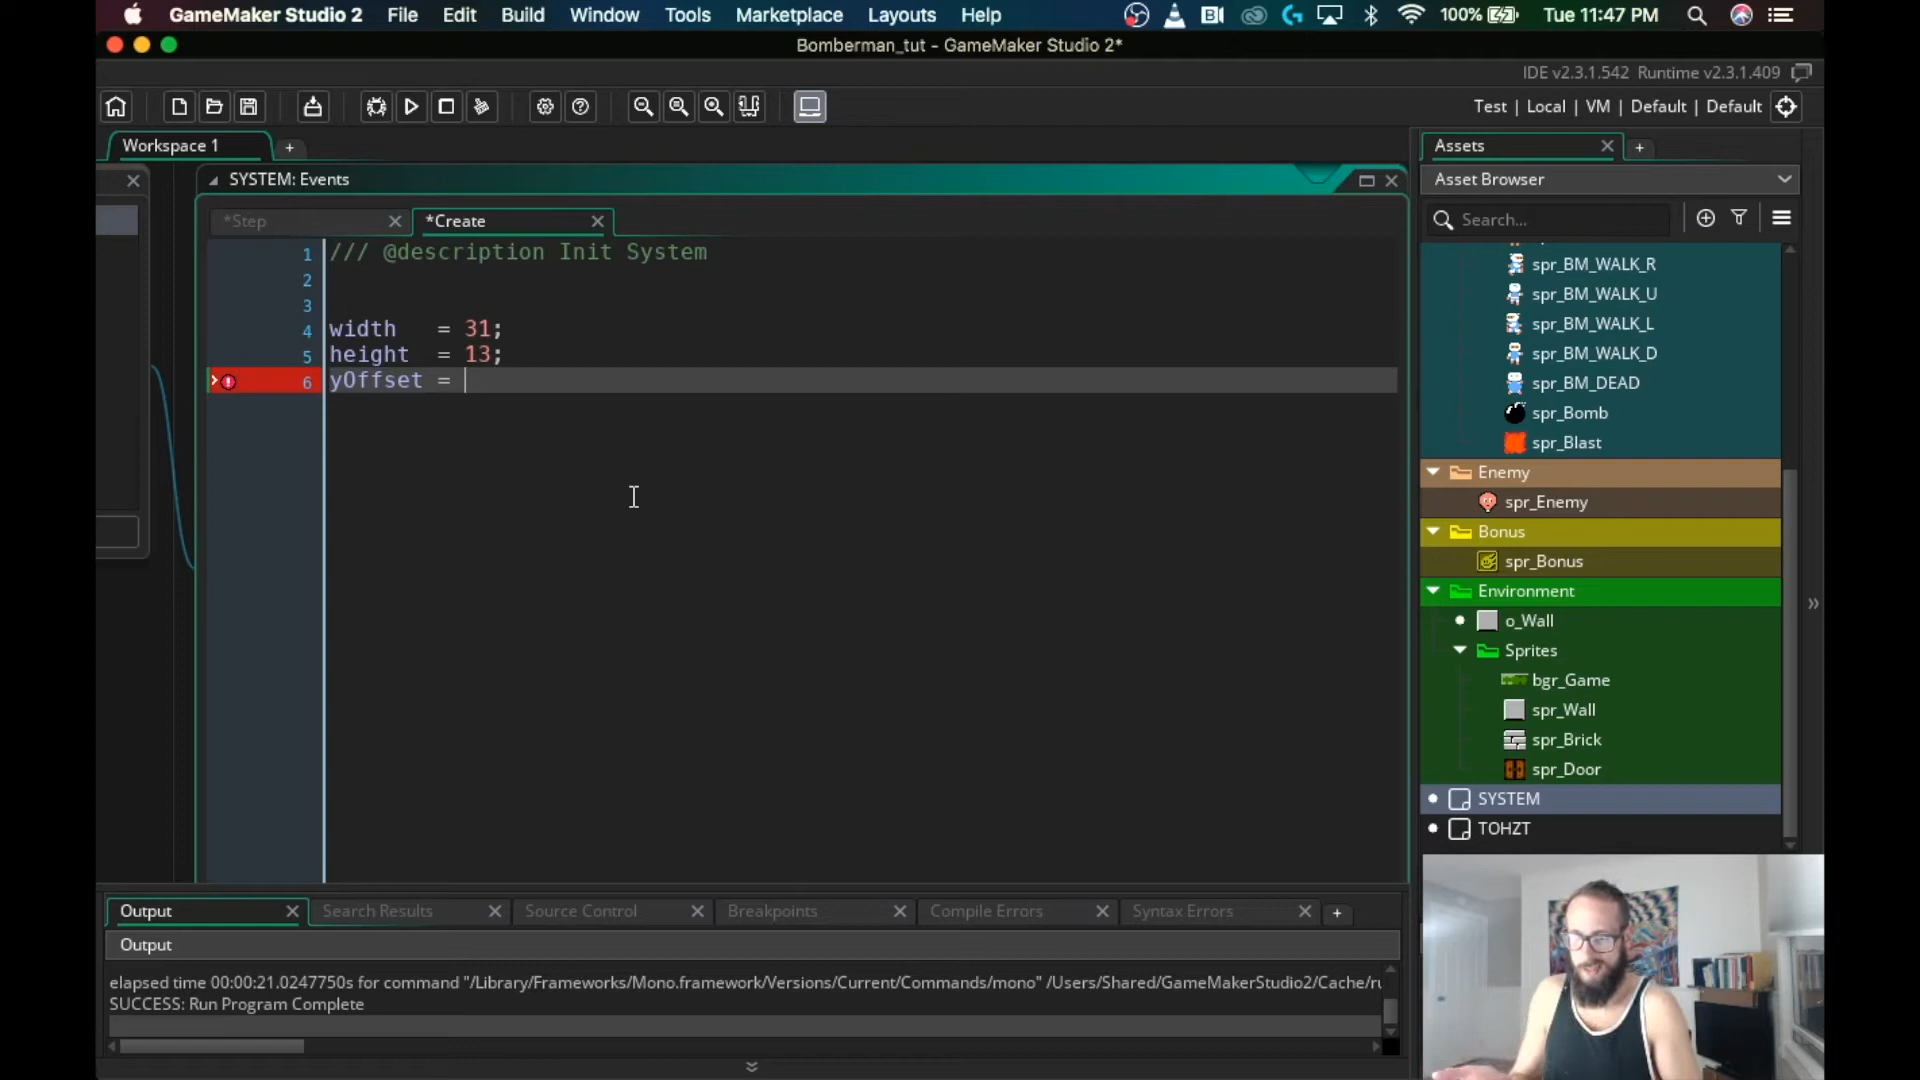 GameMaker Studio 2 File Edit Build Window Tools Marketplace Layouts Help 100% Tue 11:47 PM
Bomberman_tut - GameMaker Studio 2*
IDE v2.3.1.542 Runtime v2.3.1.409
Test | Local | VM | Default | Default
Workspace 1
Assets
SYSTEM: Events
Asset Browser
*Step
*Create
Search...
1 /// @description Init System
2
3
4 width = 31;
5 height = 13;
6 yOffset =
spr_BM_WALK_R
spr_BM_WALK_U
spr_BM_WALK_L
spr_BM_WALK_D
spr_BM_DEAD
spr_Bomb
spr_Blast
Enemy
spr_Enemy
Bonus
spr_Bonus
Environment
o_Wall
Sprites
bgr_Game
spr_Wall
spr_Brick
spr_Door
SYSTEM
TOHZT
Output Search Results Source Control Breakpoints Compile Errors Syntax Errors
Output
elapsed time 00:00:21.0247750s for command "/Library/Frameworks/Mono.framework/Versions/Current/Commands/mono" /Users/Shared/GameMakerStudio2/Cache/ru
SUCCESS: Run Program Complete